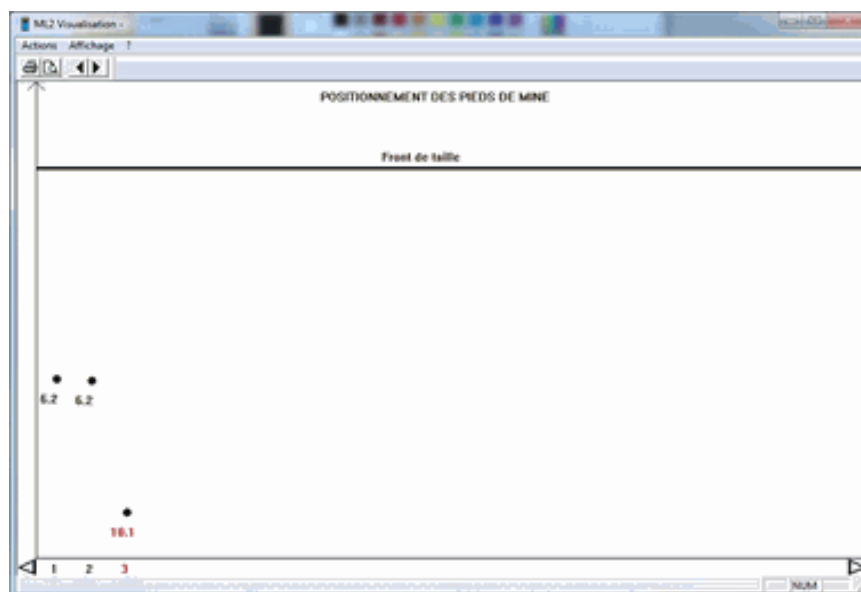 ML2 Visualisation -
Actions Affichage ?
POSITIONNEMENT DES PIEDS DE MINE
Front de taille
6.2 6.2
10.1
1 2 3
NUM